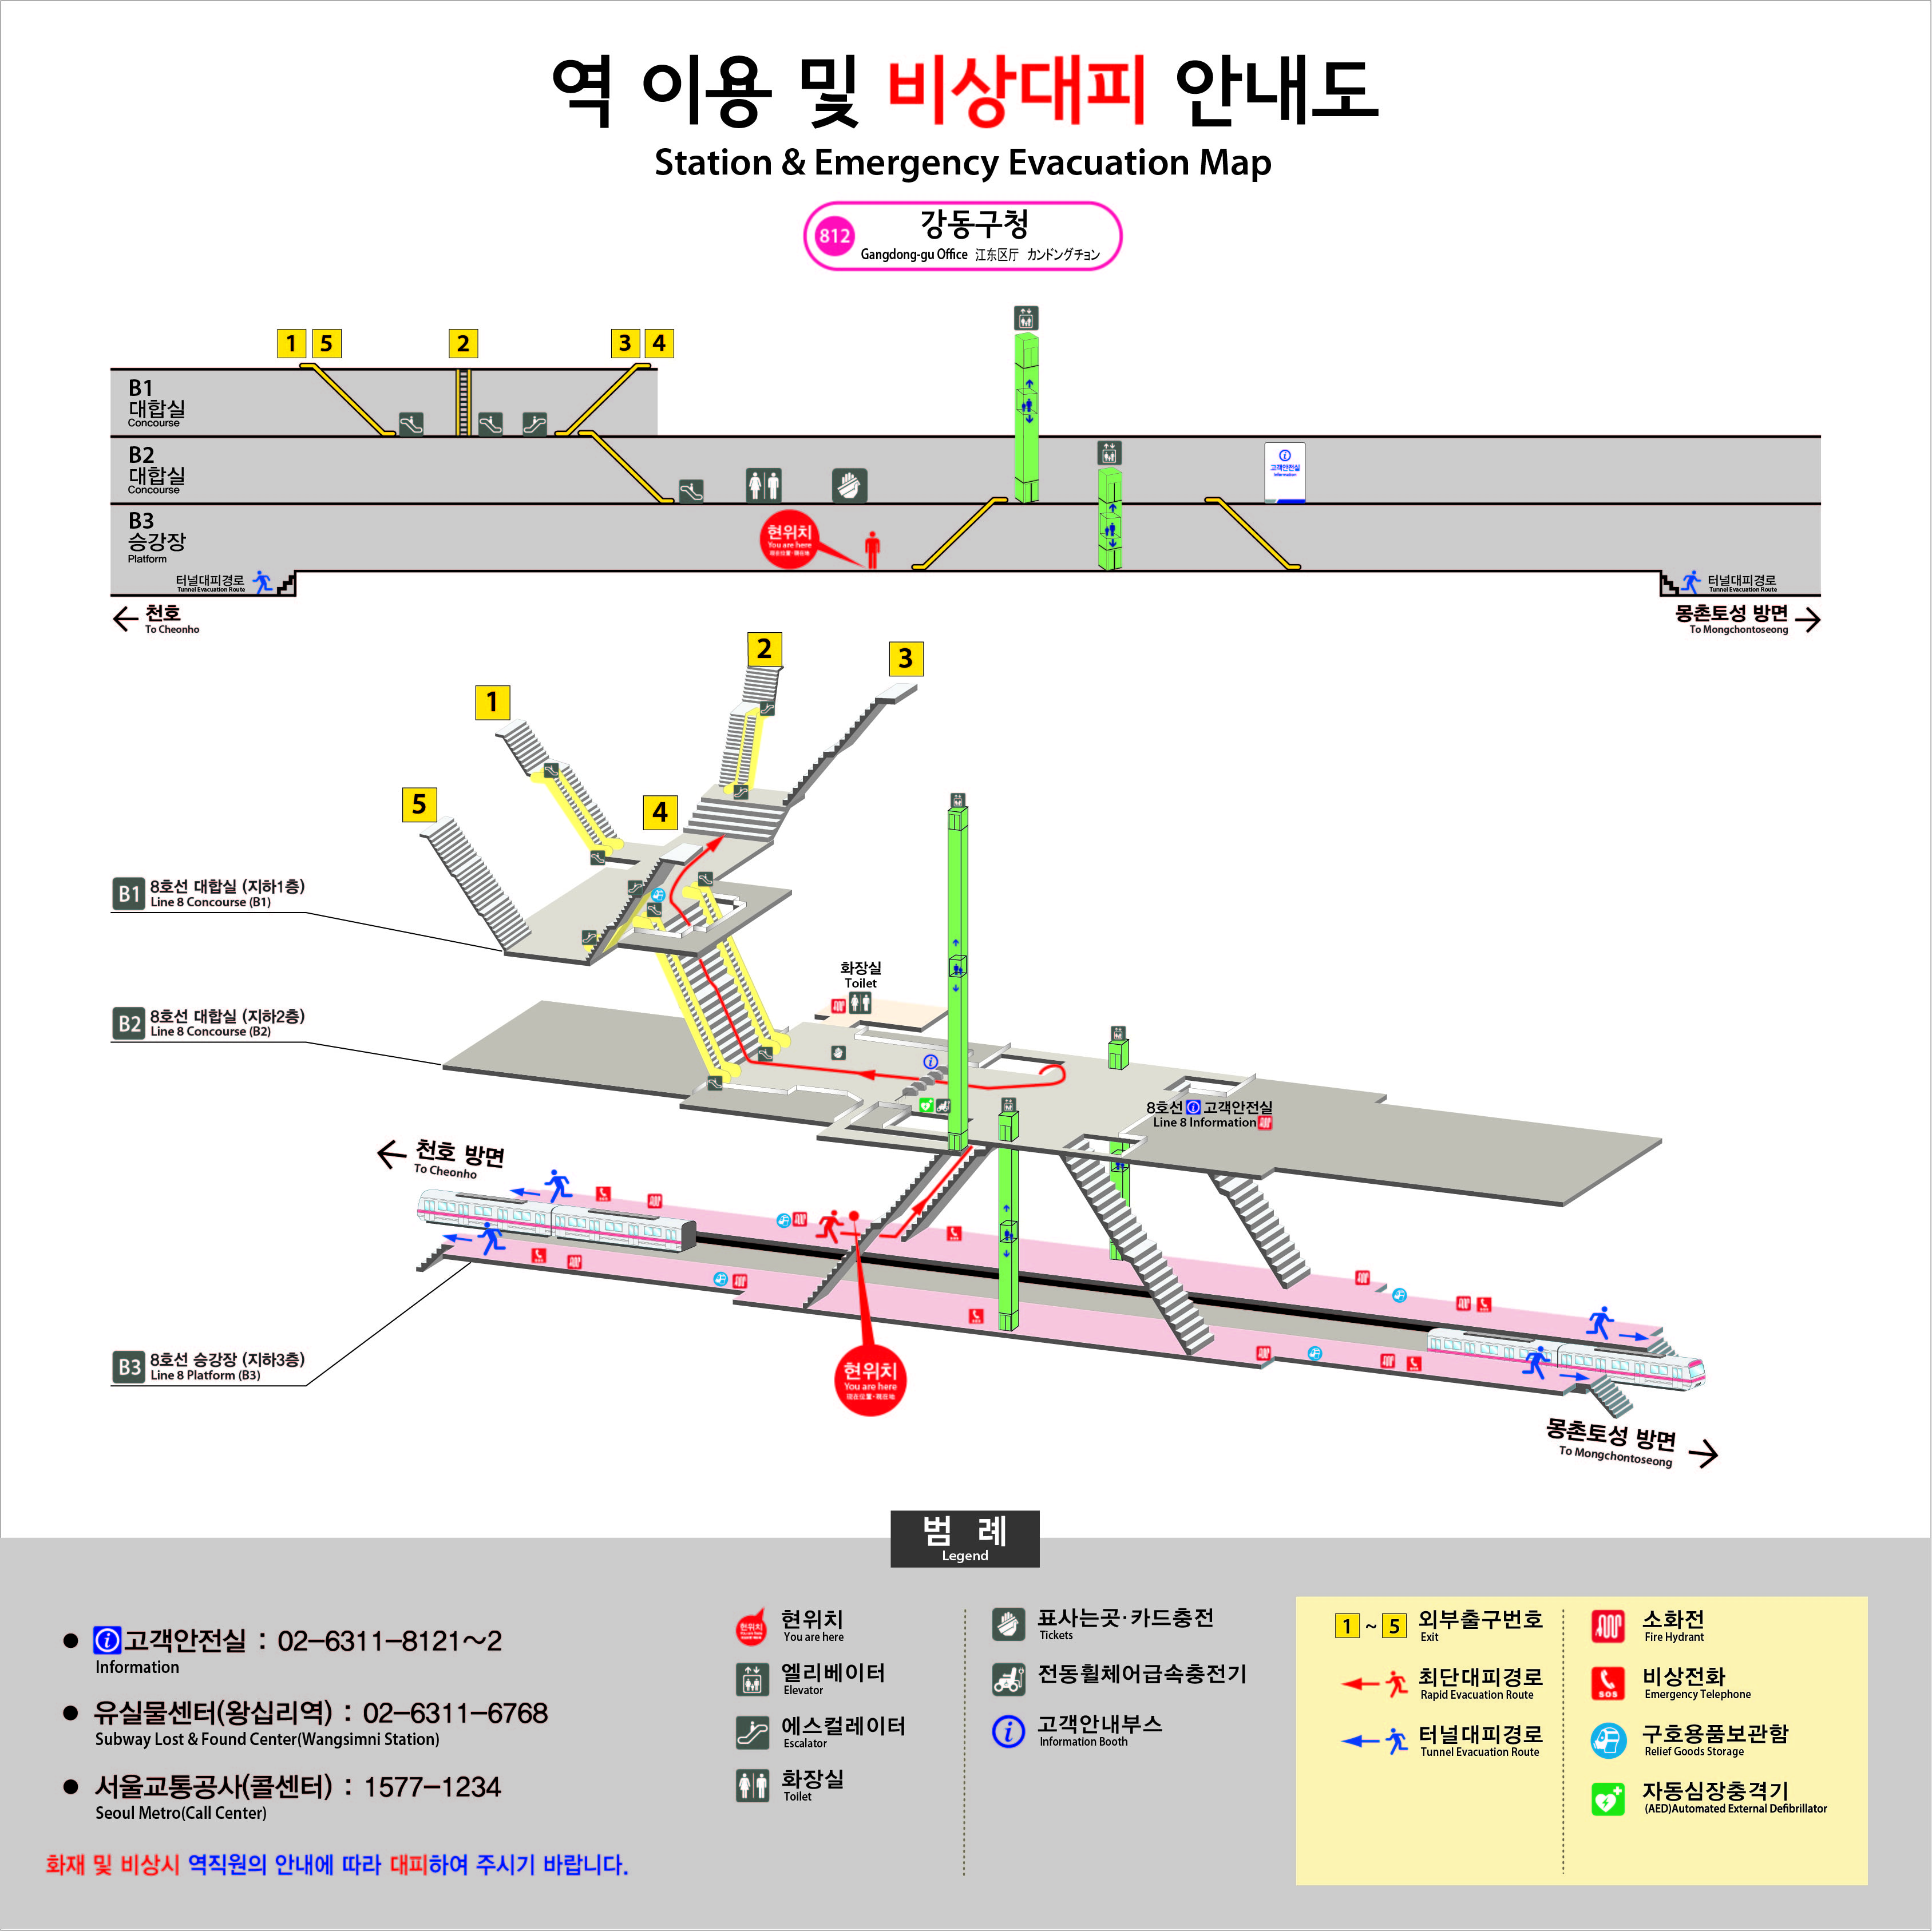 역 이용 및 비상대피 안내도
Station & Emergency Evacuation Map
812
강동구청
Gangdong-gu Office 江东区厅 カンドングチョン
1 5
2
3 4
B1
대합실
Concourse
B2
대합실
Concourse
고객안전실
Information
B3
승강장
Platform
현위치
You are here
터널대피경로
Tunnel Evacuation Route
터널대피경로
Tunnel Evacuation Route
천호
To Cheonho
몽촌토성 방면
To Mongchontoseong
2
3
1
5
4
B1
8호선 대합실 (지하1층)
Line 8 Concourse (B1)
화장실
Toilet
B2
8호선 대합실 (지하2층)
Line 8 Concourse (B2)
8호선 고객안전실
Line 8 Information
천호 방면
To Cheonho
B3
8호선 승강장 (지하3층)
Line 8 Platform (B3)
현위치
You are here
몽촌토성 방면
To Mongchontoseong
범 례
Legend
고객안전실 : 02-6311-8121~2
Information
유실물센터(왕십리역) : 02-6311-6768
Subway Lost & Found Center(Wangsimni Station)
서울교통공사(콜센터) : 1577-1234
Seoul Metro(Call Center)
화재 및 비상시 역직원의 안내에 따라 대피하여 주시기 바랍니다.
현위치
현위치
You are here
엘리베이터
Elevator
에스컬레이터
Escalator
화장실
Toilet
표사는곳·카드충전
Tickets
전동휠체어급속충전기
고객안내부스
Information Booth
1 ~ 5 외부출구번호
Exit
최단대피경로
Rapid Evacuation Route
터널대피경로
Tunnel Evacuation Route
소화전
Fire Hydrant
SOS
비상전화
Emergency Telephone
구호용품보관함
Relief Goods Storage
자동심장충격기
(AED)Automated External Defibrillator